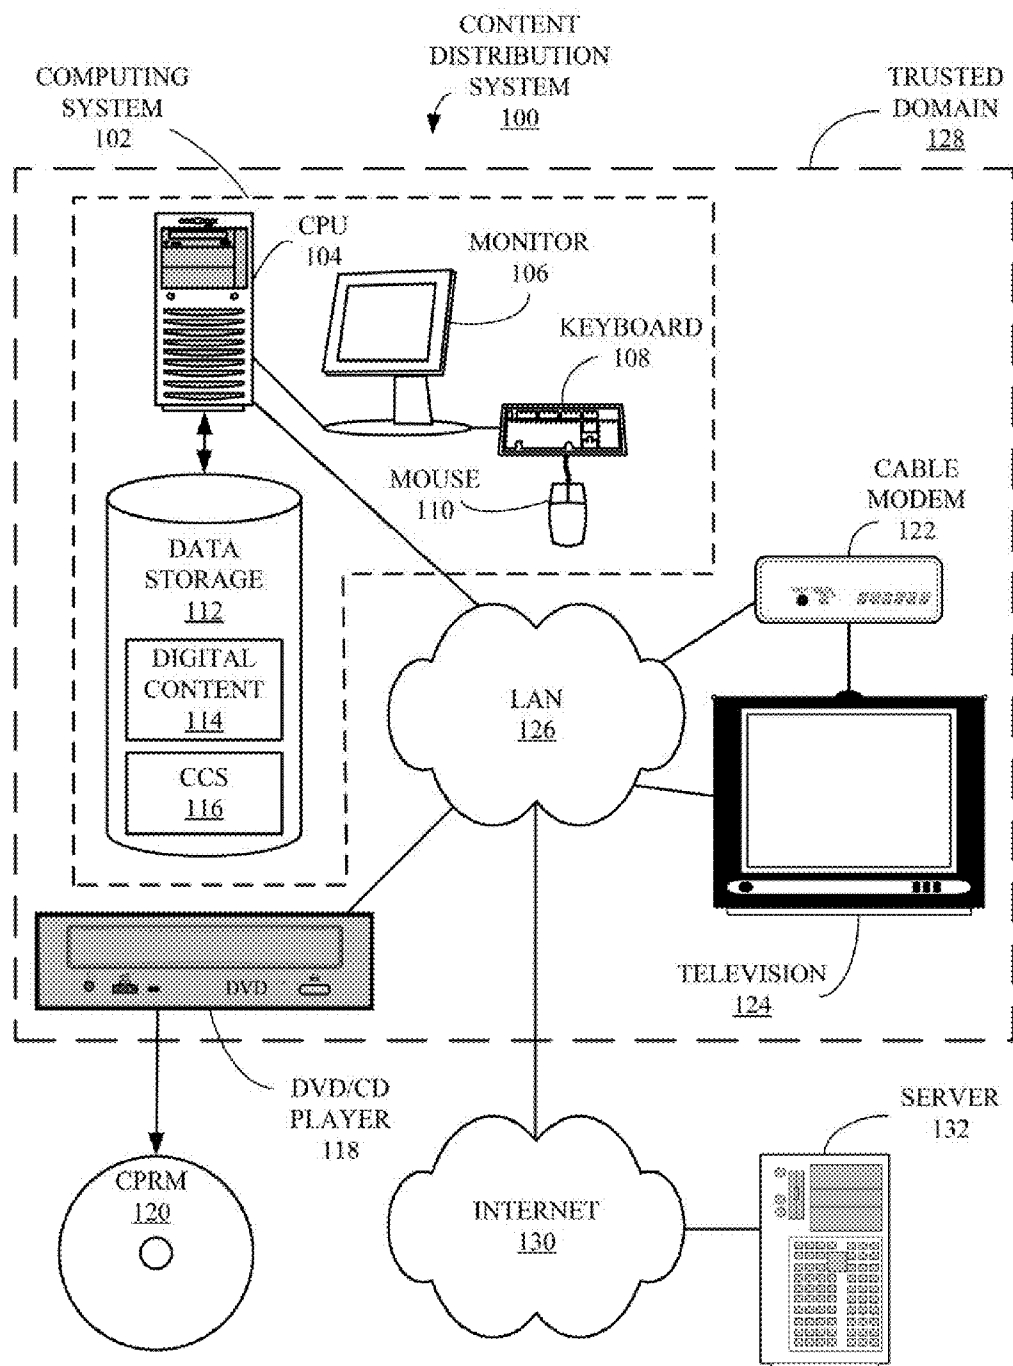 CONTENT
DISTRIBUTION
SYSTEM
100
COMPUTING
SYSTEM
102
TRUSTED
DOMAIN
128
CPU
104
MONITOR
106
KEYBOARD
108
MOUSE
110
CABLE
MODEM
122
DATA
STORAGE
112
DIGITAL
CONTENT
114
CCS
116
LAN
126
TELEVISION
124
DVD
DVD/CD
PLAYER
118
CPRM
120
INTERNET
130
SERVER
132